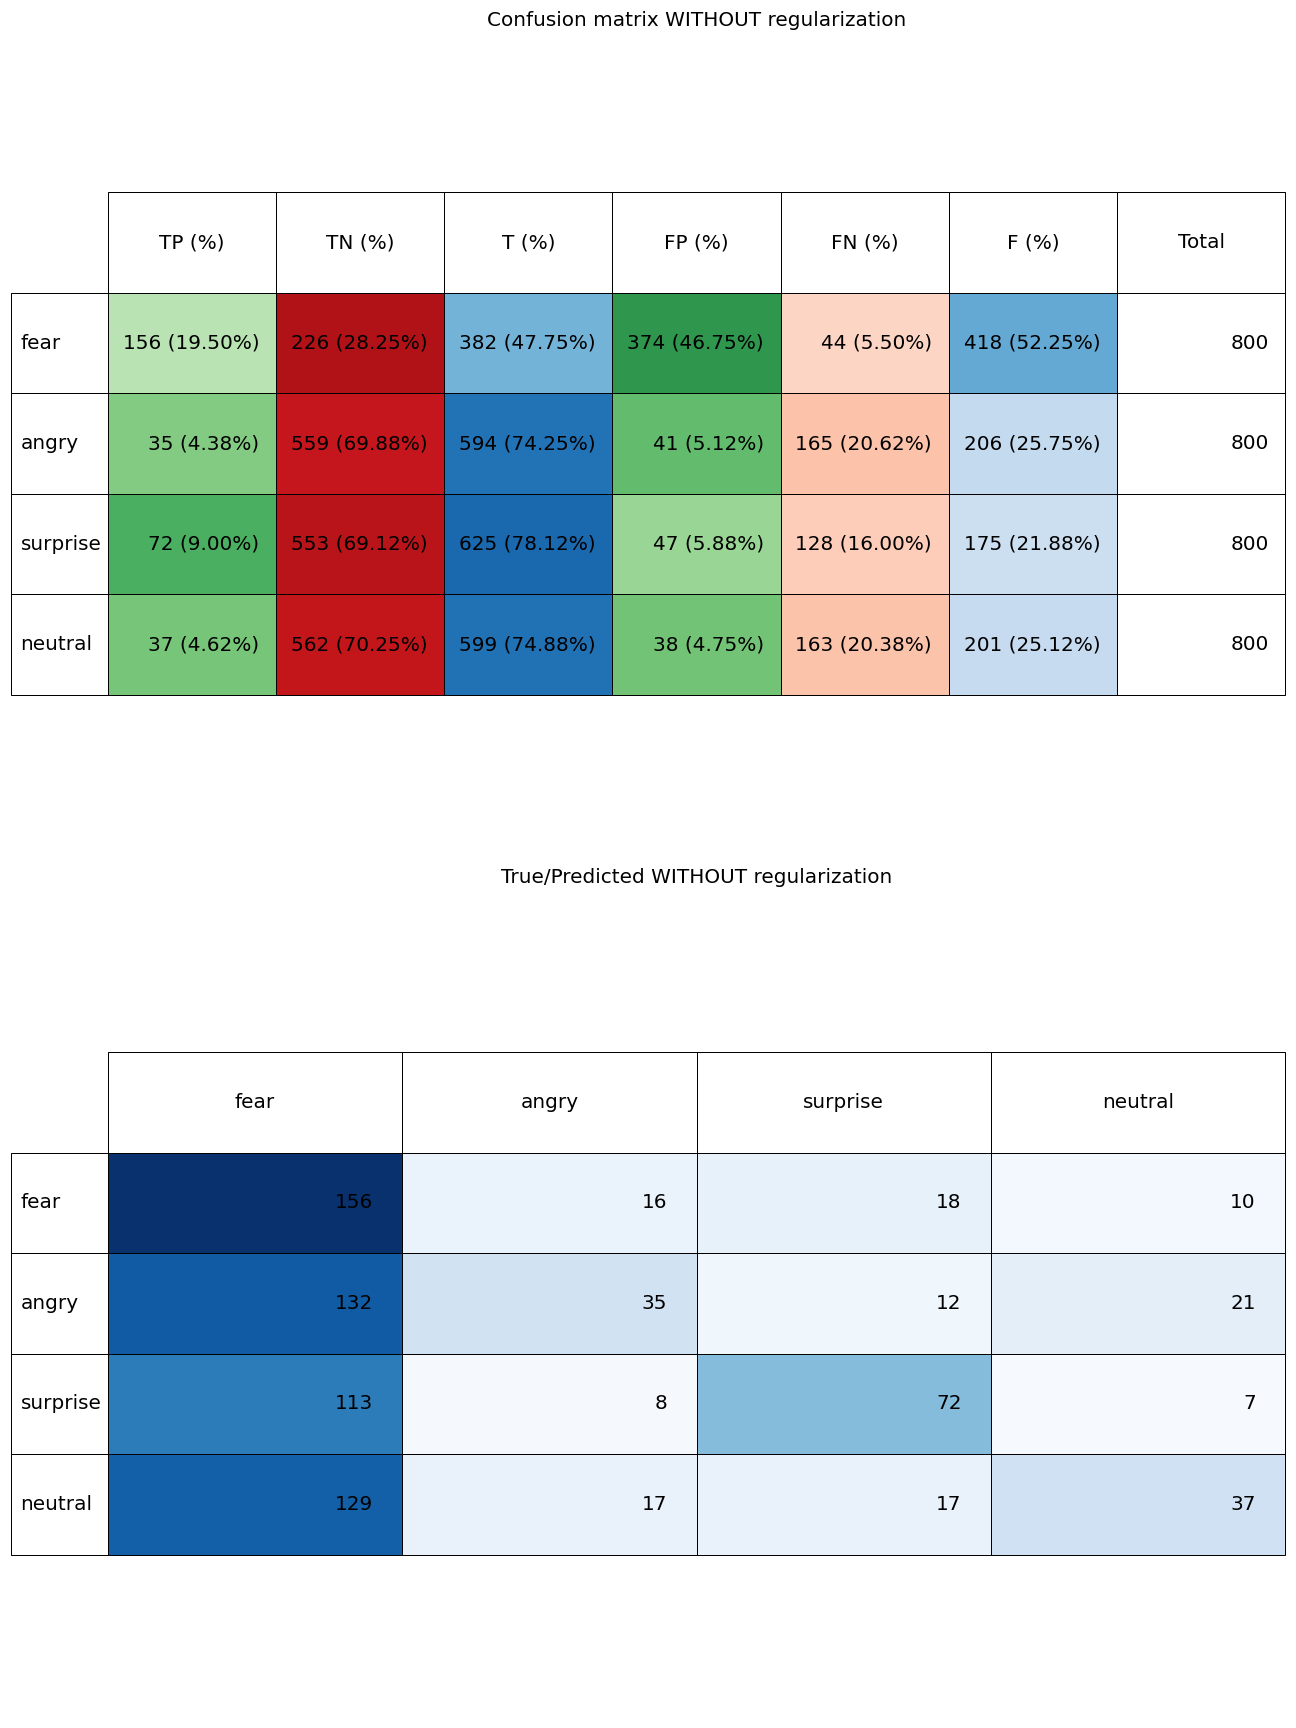 Confusion matrix WITHOUT regularization
TP (%) TN (%) T (%) FP (%) FN (%) F (%) Total
fear 156 (19.50%) 226 (28.25%) 382 (47.75%) 374 (46.75%) 44 (5.50%) 418 (52.25%) 800
angry 35 (4.38%) 559 (69.88%) 594 (74.25%) 41 (5.12%) 165 (20.62%) 206 (25.75%) 800
surprise 72 (9.00%) 553 (69.12%) 625 (78.12%) 47 (5.88%) 128 (16.00%) 175 (21.88%) 800
neutral 37 (4.62%) 562 (70.25%) 599 (74.88%) 38 (4.75%) 163 (20.38%) 201 (25.12%) 800
True/Predicted WITHOUT regularization
fear angry surprise neutral
fear 156 16 18 10
angry 132 35 12 21
surprise 113 8 72 7
neutral 129 17 17 37